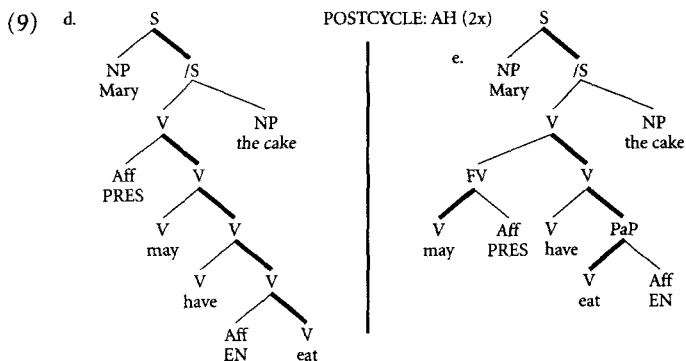 (9) d. S POSTCYCLE: AH (2x) S
NP /S e. NP /S
Mary Mary
V NP V NP
the cake the cake
Aff V FV V
PRES
V V V Aff V PaP
may may PRES have
V V V Aff
have eat EN
Aff V
EN eat